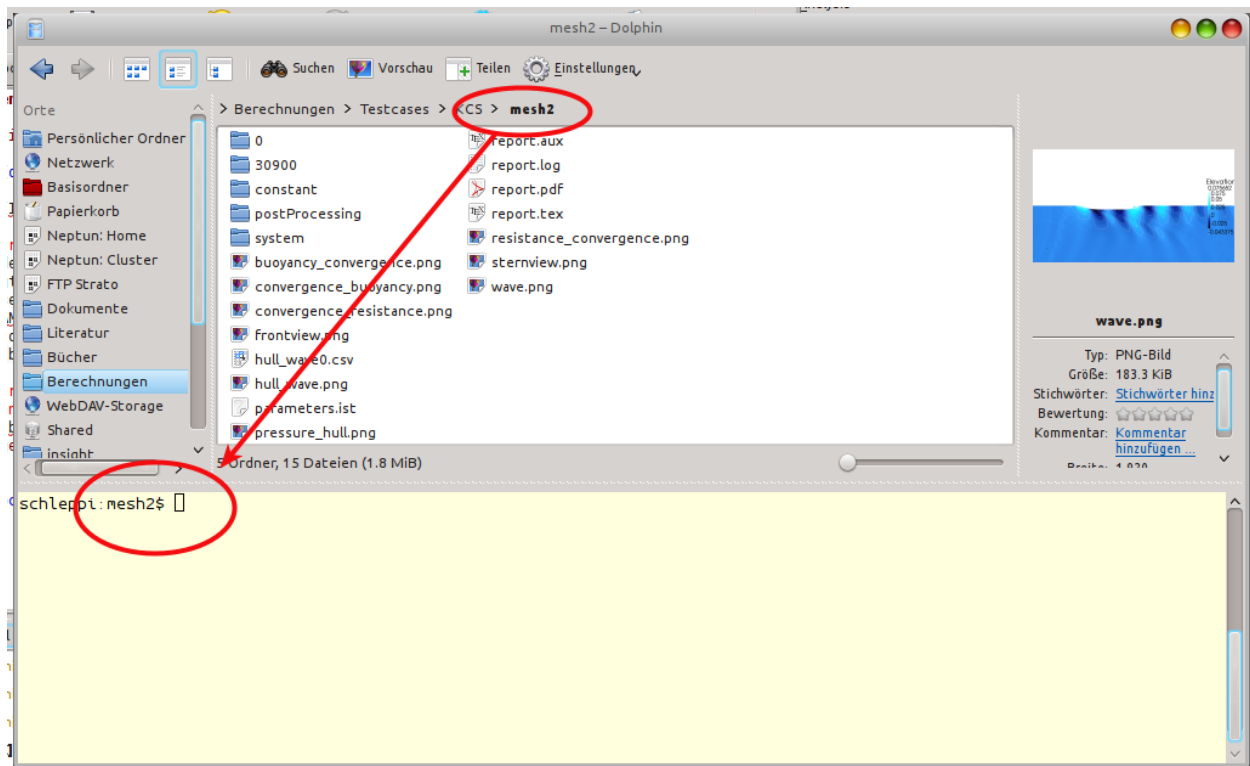 mesh2 – Dolphin
Suchen Vorschau Teilen Einstellungen
Orte
Persönlicher Ordner
Netzwerk
Basisordner
Papierkorb
Neptun: Home
Neptun: Cluster
FTP Strato
Dokumente
Literatur
Bücher
Berechnungen
WebDAV-Storage
Shared
insight
> Berechnungen > Testcases > KCS > mesh2
0
30900
constant
postProcessing
system
buoyancy_convergence.png
convergence_buoyancy.png
convergence_resistance.png
frontview.png
hull_wave0.csv
hull_wave.png
parameters.ist
pressure_hull.png
report.aux
report.log
report.pdf
report.tex
resistance_convergence.png
sternview.png
wave.png
5 Ordner, 15 Dateien (1.8 MiB)
Elevation
wave.png
Typ: PNG-Bild
Größe: 183.3 KiB
Stichwörter: Stichwörter hinz
Bewertung:
Kommentar: Kommentar
hinzufügen ...
Breite: 1.920
schleppi:mesh2$